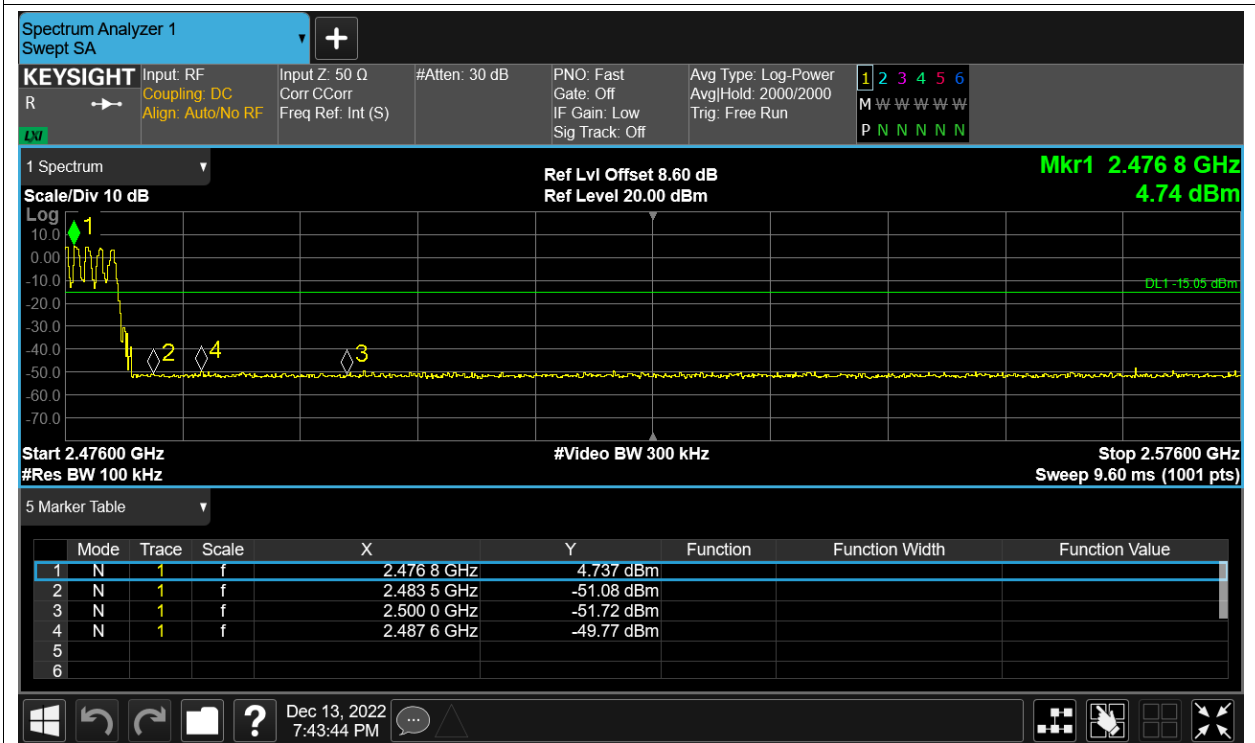 Spectrum Analyzer 1
Swept SA
+
KEYSIGHT Input: RF Input Z: 50 Ω #Atten: 30 dB PNO: Fast Avg Type: Log-Power 1 2 3 4 5 6
R Coupling: DC Corr CCorr Gate: Off Avg|Hold: 2000/2000 M W W W W W
Align: Auto/No RF Freq Ref: Int (S) IF Gain: Low Trig: Free Run
LXI Sig Track: Off P N N N N N
1 Spectrum Ref Lvl Offset 8.60 dB Mkr1 2.476 8 GHz
Scale/Div 10 dB Ref Level 20.00 dBm 4.74 dBm
Log
1
10.0
0.00
-10.0
DL1 -15.05 dBm
-20.0
-30.0
-40.0
2 4 3
-50.0
-60.0
-70.0
Start 2.47600 GHz #Video BW 300 kHz Stop 2.57600 GHz
#Res BW 100 kHz Sweep 9.60 ms (1001 pts)
5 Marker Table
Mode Trace Scale X Y Function Function Width Function Value
1 N 1 f 2.476 8 GHz 4.737 dBm
2 N 1 f 2.483 5 GHz -51.08 dBm
3 N 1 f 2.500 0 GHz -51.72 dBm
4 N 1 f 2.487 6 GHz -49.77 dBm
5
6
? Dec 13, 2022
7:43:44 PM